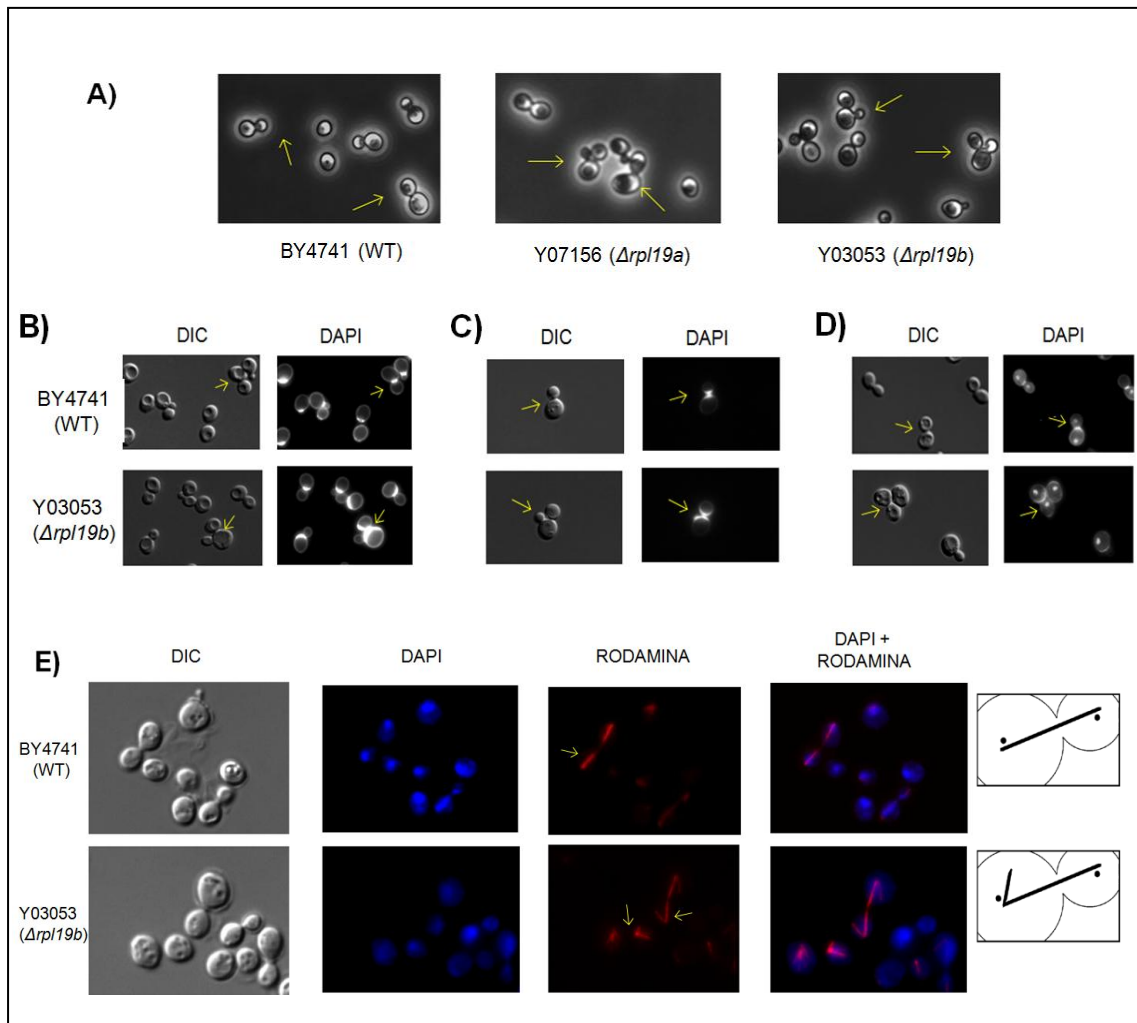 A)
BY4741 (WT)
Y07156 (Δrpl19a)
Y03053 (Δrpl19b)
B)
DIC
DAPI
C)
DIC
DAPI
D)
DIC
DAPI
BY4741
(WT)
Y03053
(Δrpl19b)
E)
DIC
DAPI
RODAMINA
DAPI +
RODAMINA
BY4741
(WT)
Y03053
(Δrpl19b)